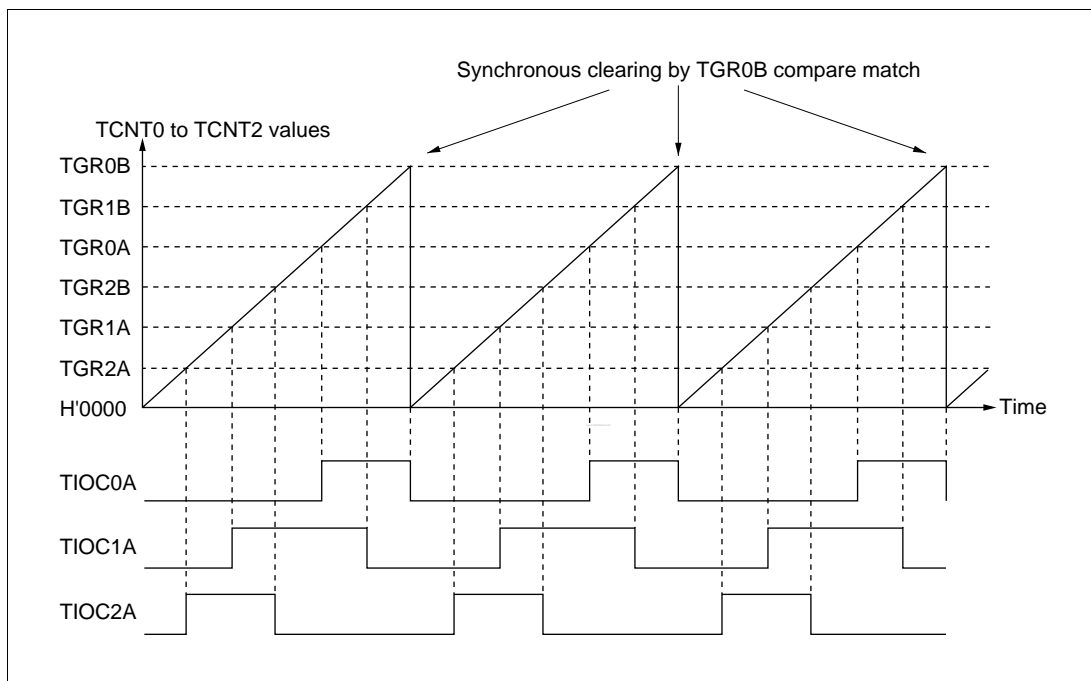 Synchronous clearing by TGR0B compare match
TCNT0 to TCNT2 values
TGR0B
TGR1B
TGR0A
TGR2B
TGR1A
TGR2A
H'0000
Time
TIOC0A
TIOC1A
TIOC2A